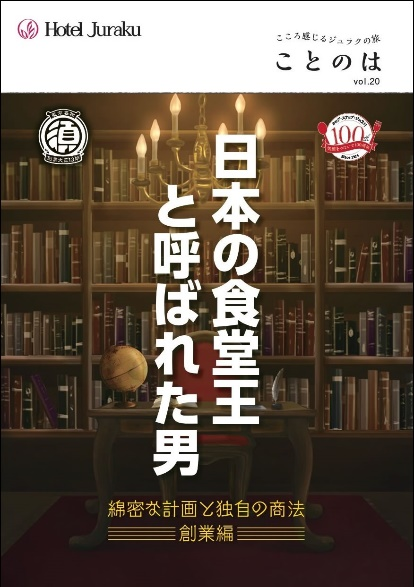 Hotel Juraku
こころ感じるジュラクの旅
ことのは
vol.20
須
100
日本の食堂王
と呼ばれた男
綿密な計画と独自の商法
創業編